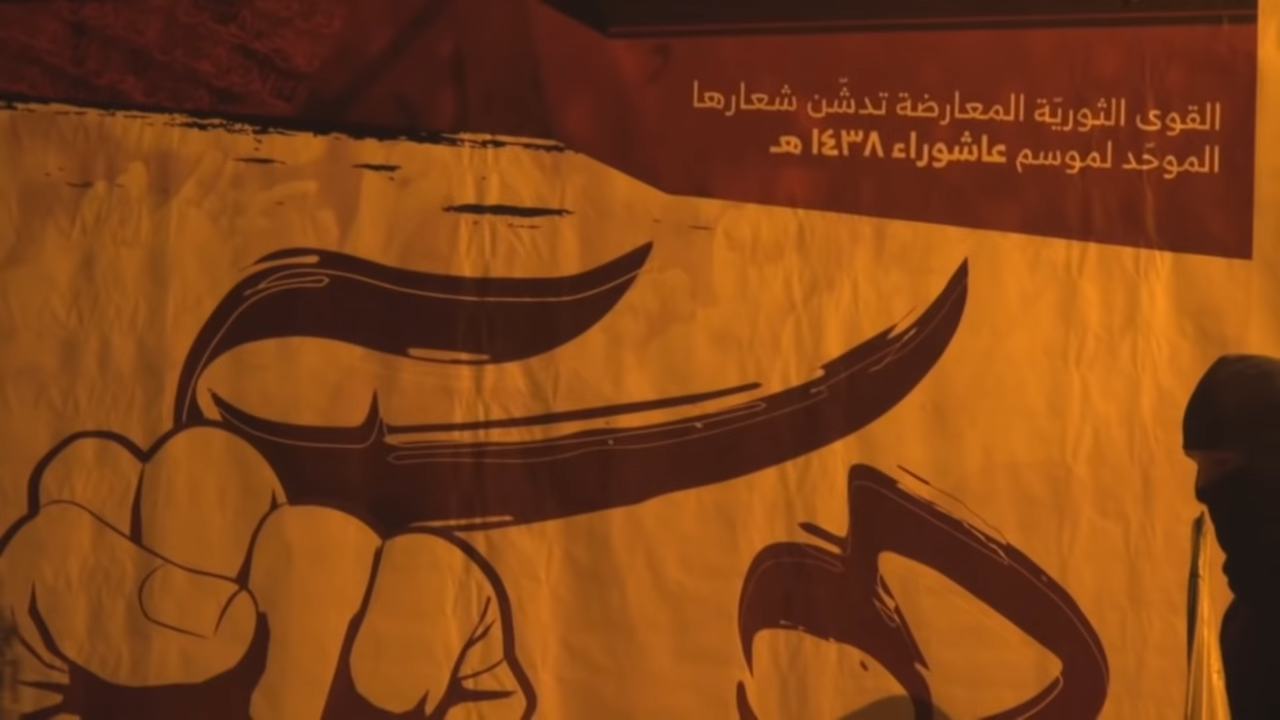 القوى الثوريّة المعارضة تدشّن شعارها
الموحّد لموسم عاشوراء ١٤٣٨ هـ